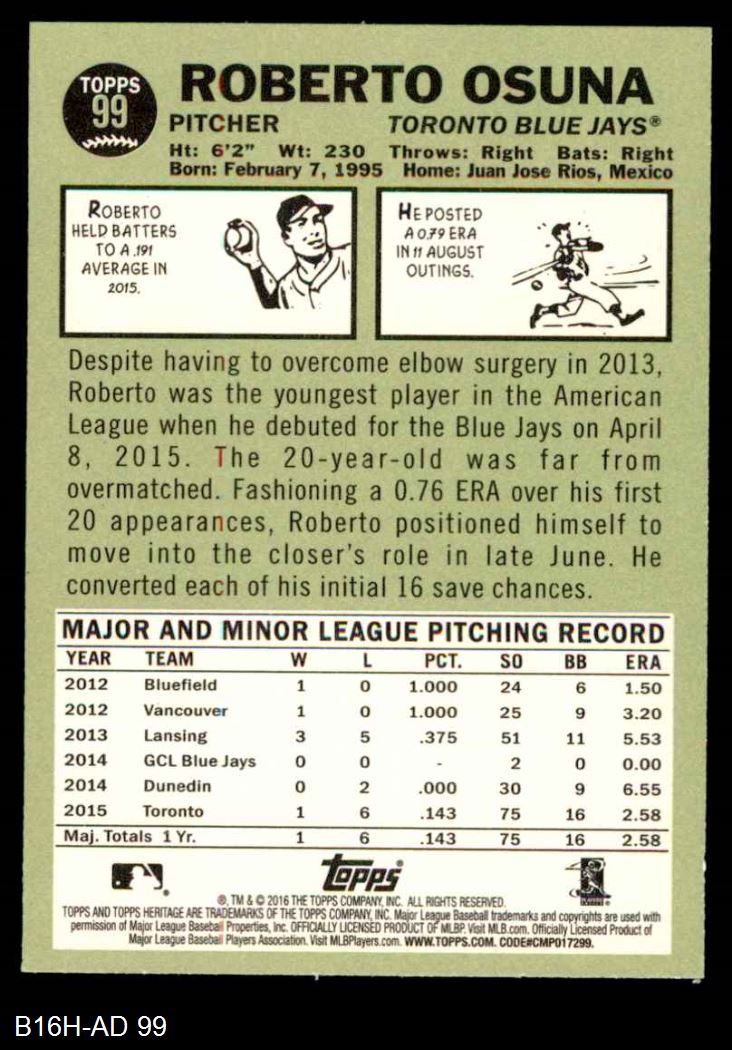 TOPPS
99
ROBERTO OSUNA
PITCHER TORONTO BLUE JAYS®
Ht: 6'2" Wt: 230 Throws: Right Bats: Right
Born: February 7, 1995 Home: Juan Jose Rios, Mexico
ROBERTO
HELD BATTERS
TO A .191
AVERAGE IN
2015.
HE POSTED
A 0.79 ERA
IN 11 AUGUST
OUTINGS.
Despite having to overcome elbow surgery in 2013,
Roberto was the youngest player in the American
League when he debuted for the Blue Jays on April
8, 2015. The 20-year-old was far from
overmatched. Fashioning a 0.76 ERA over his first
20 appearances, Roberto positioned himself to
move into the closer's role in late June. He
converted each of his initial 16 save chances.
MAJOR AND MINOR LEAGUE PITCHING RECORD
YEAR TEAM W L PCT. SO BB ERA
2012 Bluefield 1 0 1.000 24 6 1.50
2012 Vancouver 1 0 1.000 25 9 3.20
2013 Lansing 3 5 .375 51 11 5.53
2014 GCL Blue Jays 0 0 - 2 0 0.00
2014 Dunedin 0 2 .000 30 9 6.55
2015 Toronto 1 6 .143 75 16 2.58
Maj. Totals 1 Yr. 1 6 .143 75 16 2.58
topps
®, TM & © 2016 THE TOPPS COMPANY, INC. ALL RIGHTS RESERVED.
TOPPS AND TOPPS HERITAGE ARE TRADEMARKS OF THE TOPPS COMPANY, INC. Major League Baseball trademarks and copyrights are used with
permission of Major League Baseball Properties, Inc. OFFICIALLY LICENSED PRODUCT OF MLBP. Visit MLB.com. Officially Licensed Product of
Major League Baseball Players Association. Visit MLBPlayers.com. WWW.TOPPS.COM. CODE#CMP017299.
B16H-AD 99